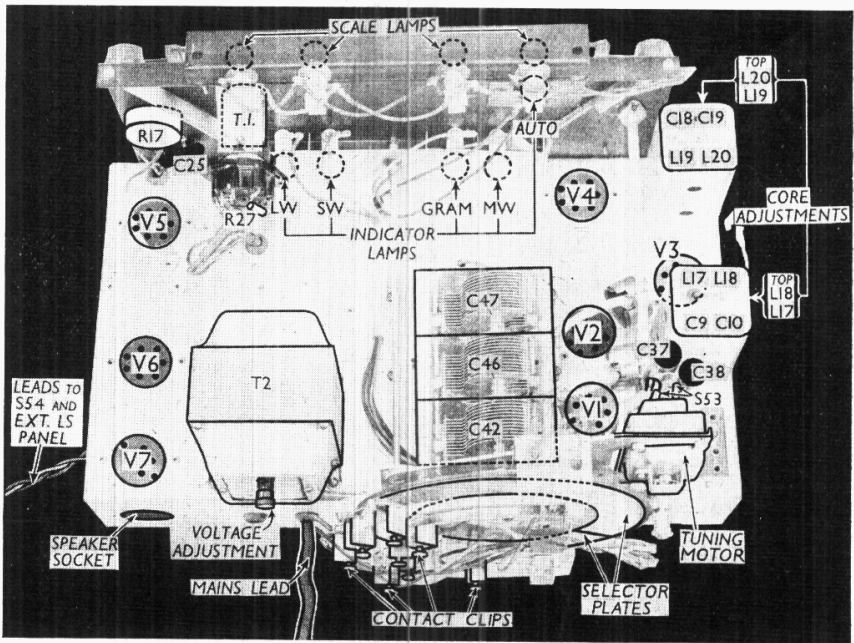 SCALE LAMPS
TOP
L20
L19
T.I.
C18 C19
R17
AUTO
C25
L19 L20
R27
LW
SW
GRAM
MW
V4
CORE
ADJUSTMENTS
V5
INDICATOR
LAMPS
V3
L17 L18
TOP
L18
L17
C47
C9 C10
V2
C37
V6
T2
C46
C38
S53
LEADS TO
S54 AND
EXT. LS
PANEL
V1
C42
V7
SPEAKER
SOCKET
VOLTAGE
ADJUSTMENT
TUNING
MOTOR
MAINS LEAD
SELECTOR
PLATES
CONTACT CLIPS